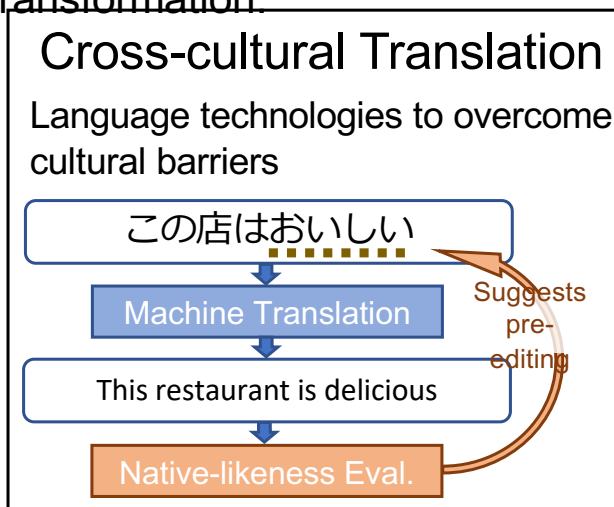 Transformation.
Cross-cultural Translation
Language technologies to overcome
cultural barriers
この店はおいしい
Machine Translation
Suggests
pre-
editing
This restaurant is delicious
Native-likeness Eval.